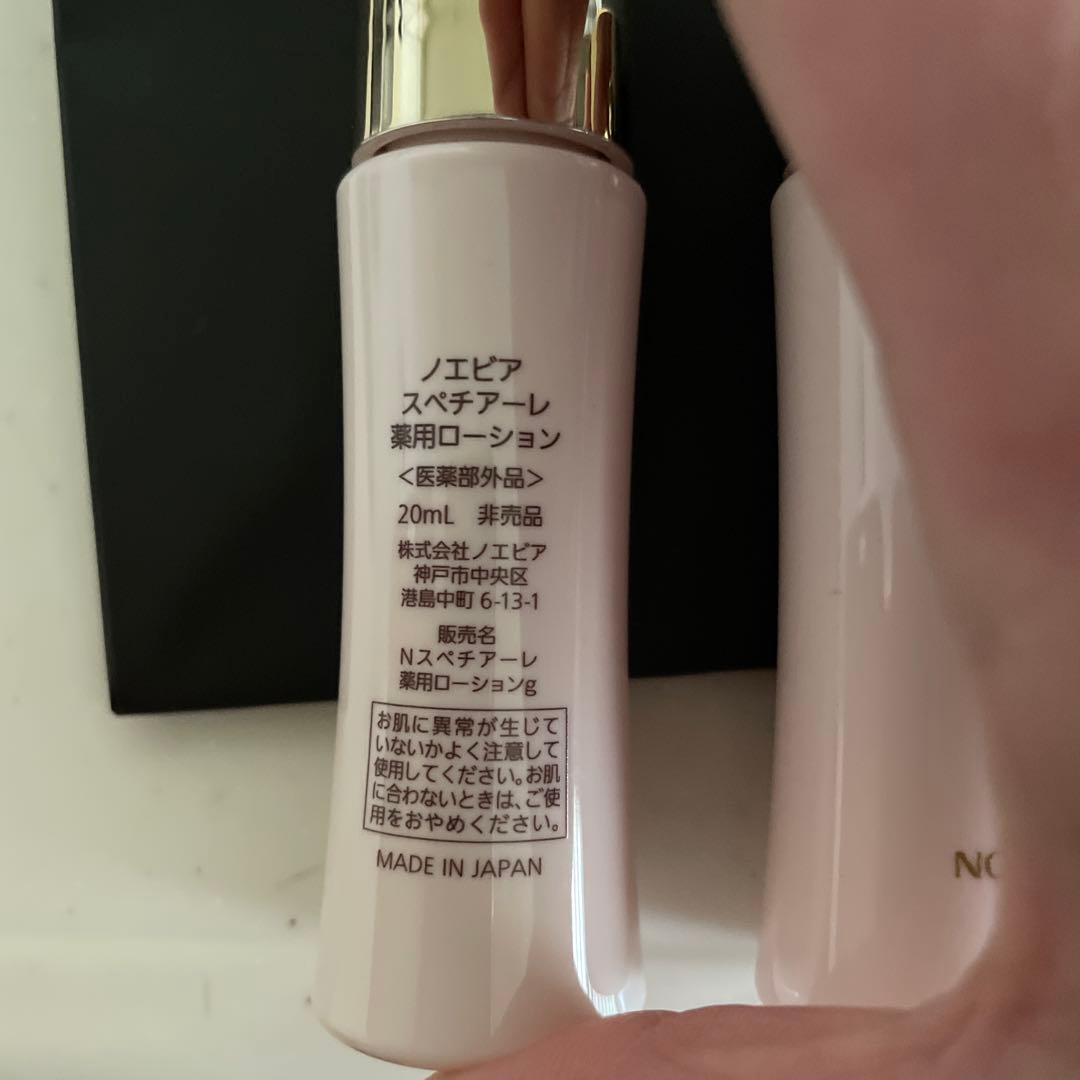 ノエビア
スペチアーレ
薬用ローション
<医薬部外品>
20mL 非売品
株式会社ノエビア
神戸市中央区
港島中町 6-13-1
販売名
Nスペチアーレ
薬用ローションg
お肌に異常が生じて
いないかよく注意して
使用してください。お肌
に合わないときは、ご使
用をおやめください。
MADE IN JAPAN